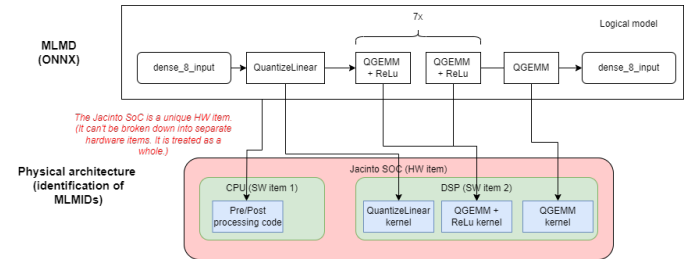 7x
Logical model
MLMD
(ONNX)
dense_8_input
QuantizeLinear
QGEMM
+ ReLu
QGEMM
+ ReLu
QGEMM
dense_8_input
The Jacinto SoC is a unique HW item.
(It can't be broken down into separate
hardware items. It is treated as a
whole.)
Physical architecture
(identification of
MLMIDs)
Jacinto SOC (HW item)
CPU (SW item 1)
DSP (SW item 2)
Pre/Post
processing code
QuantizeLinear
kernel
QGEMM +
ReLu kernel
QGEMM
kernel